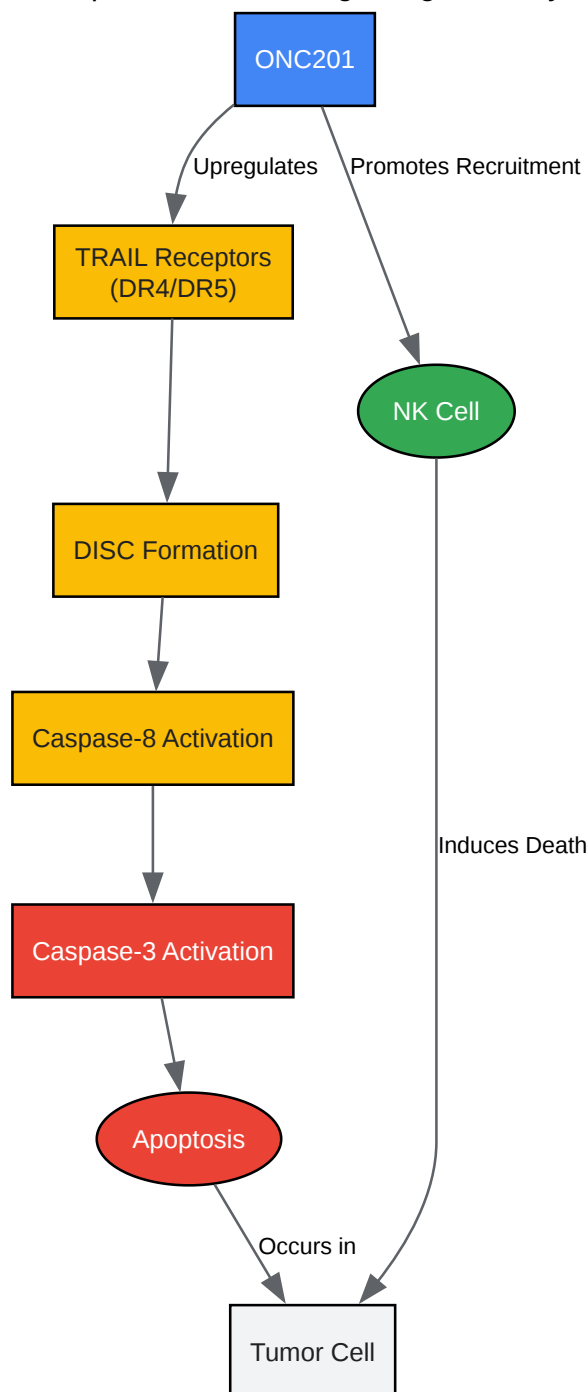 ONC201
Upregulates
Promotes Recruitment
TRAIL Receptors
(DR4/DR5)
NK Cell
DISC Formation
Caspase-8 Activation
Induces Death
Caspase-3 Activation
Apoptosis
Occurs in
Tumor Cell